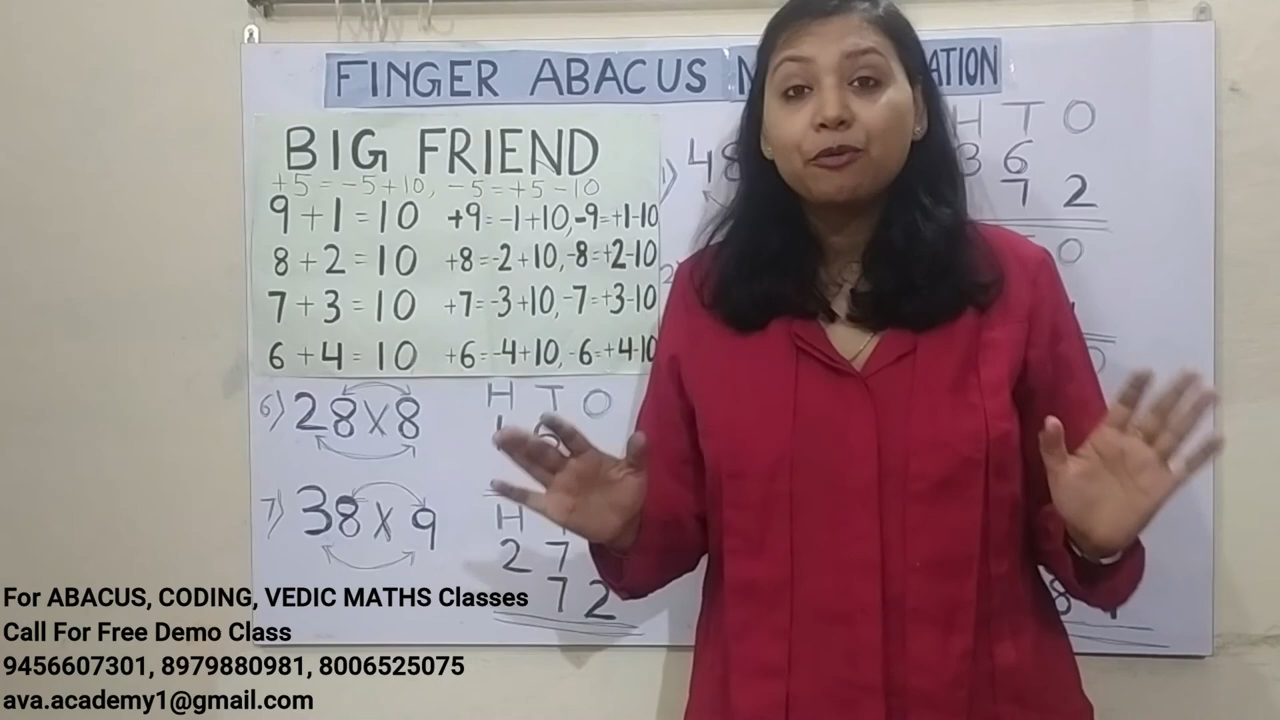 FINGER ABACUS
BIG FRIEND
+5=-5+10, -5=+5-10
9+1=10 +9=-1+10,-9=+1-10
8+2=10 +8=-2+10,-8=+2-10
7+3=10 +7=-3+10,-7=+3-10
6+4=10 +6=-4+10,-6=+4-10
6) 28X8
H T O
7) 38X9
H
2 7
7 2
1) 48
H T O
3 6
7 2
O
For ABACUS, CODING, VEDIC MATHS Classes
Call For Free Demo Class
9456607301, 8979880981, 8006525075
ava.academy1@gmail.com